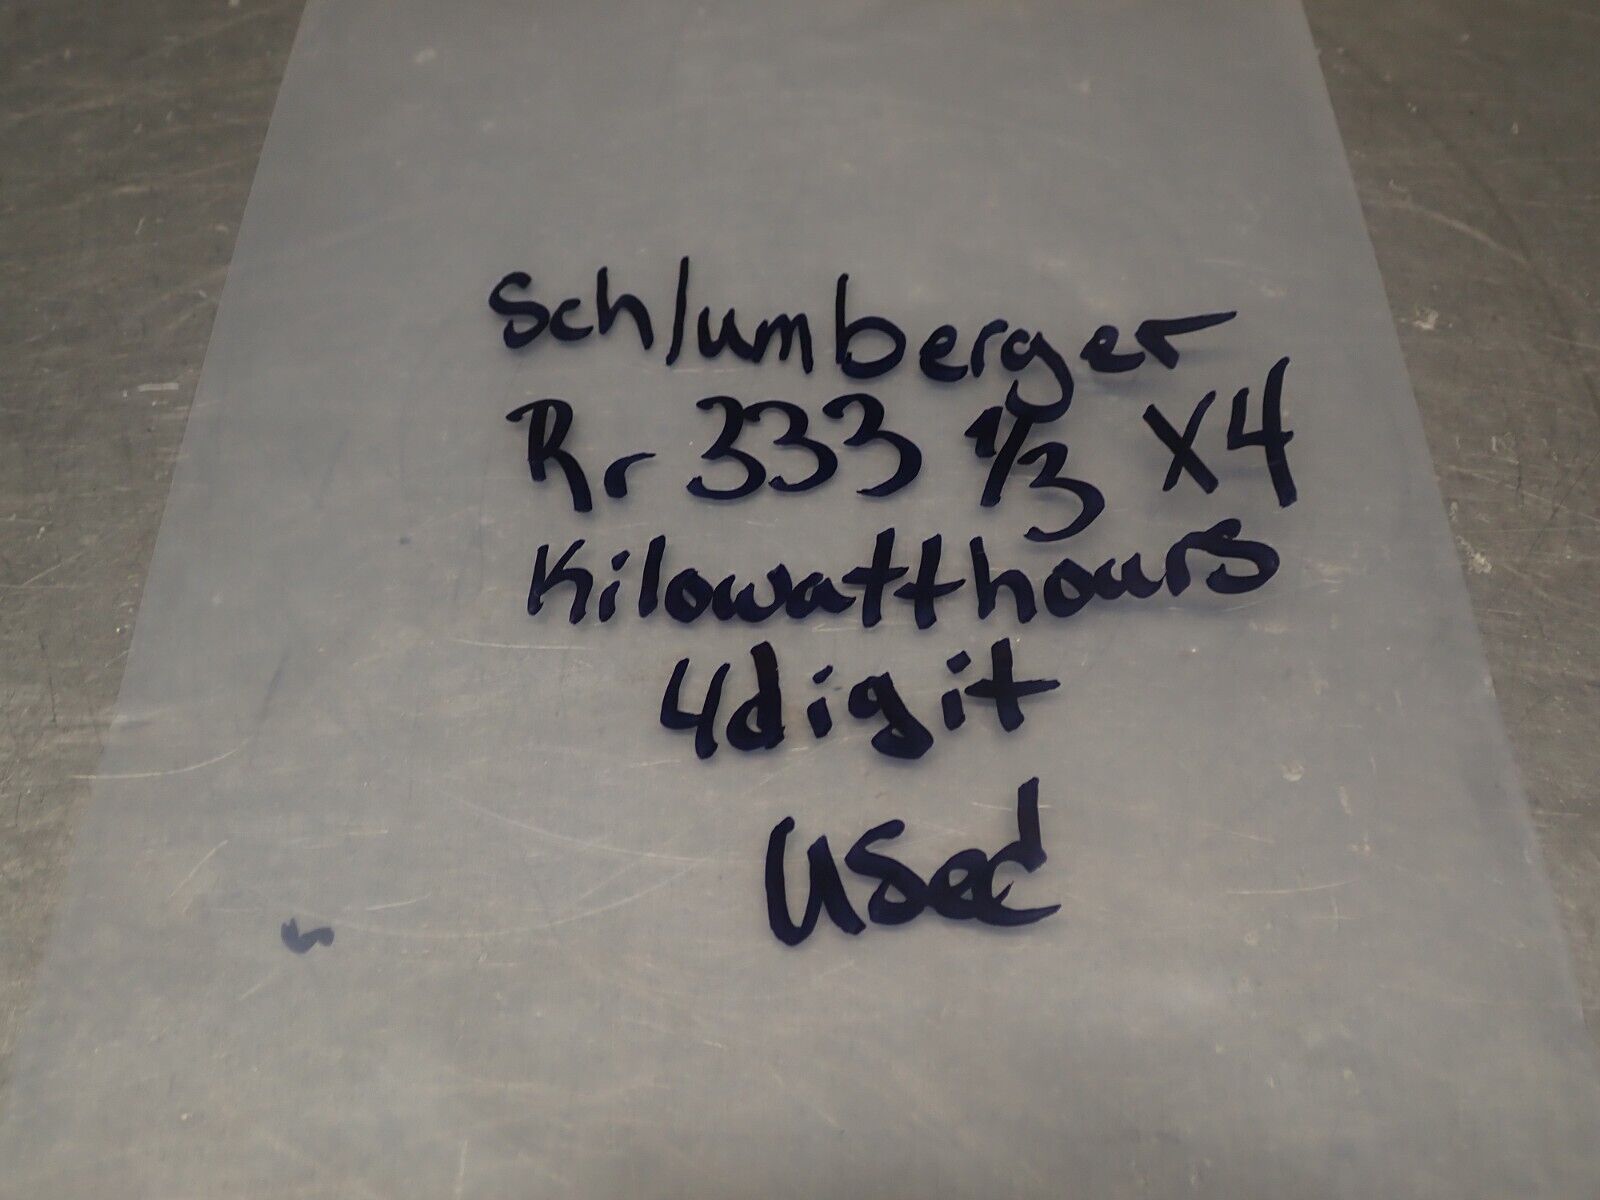 Schlumberger
Rr 333 1/3 X4
Kilowatthours
4digit
Used